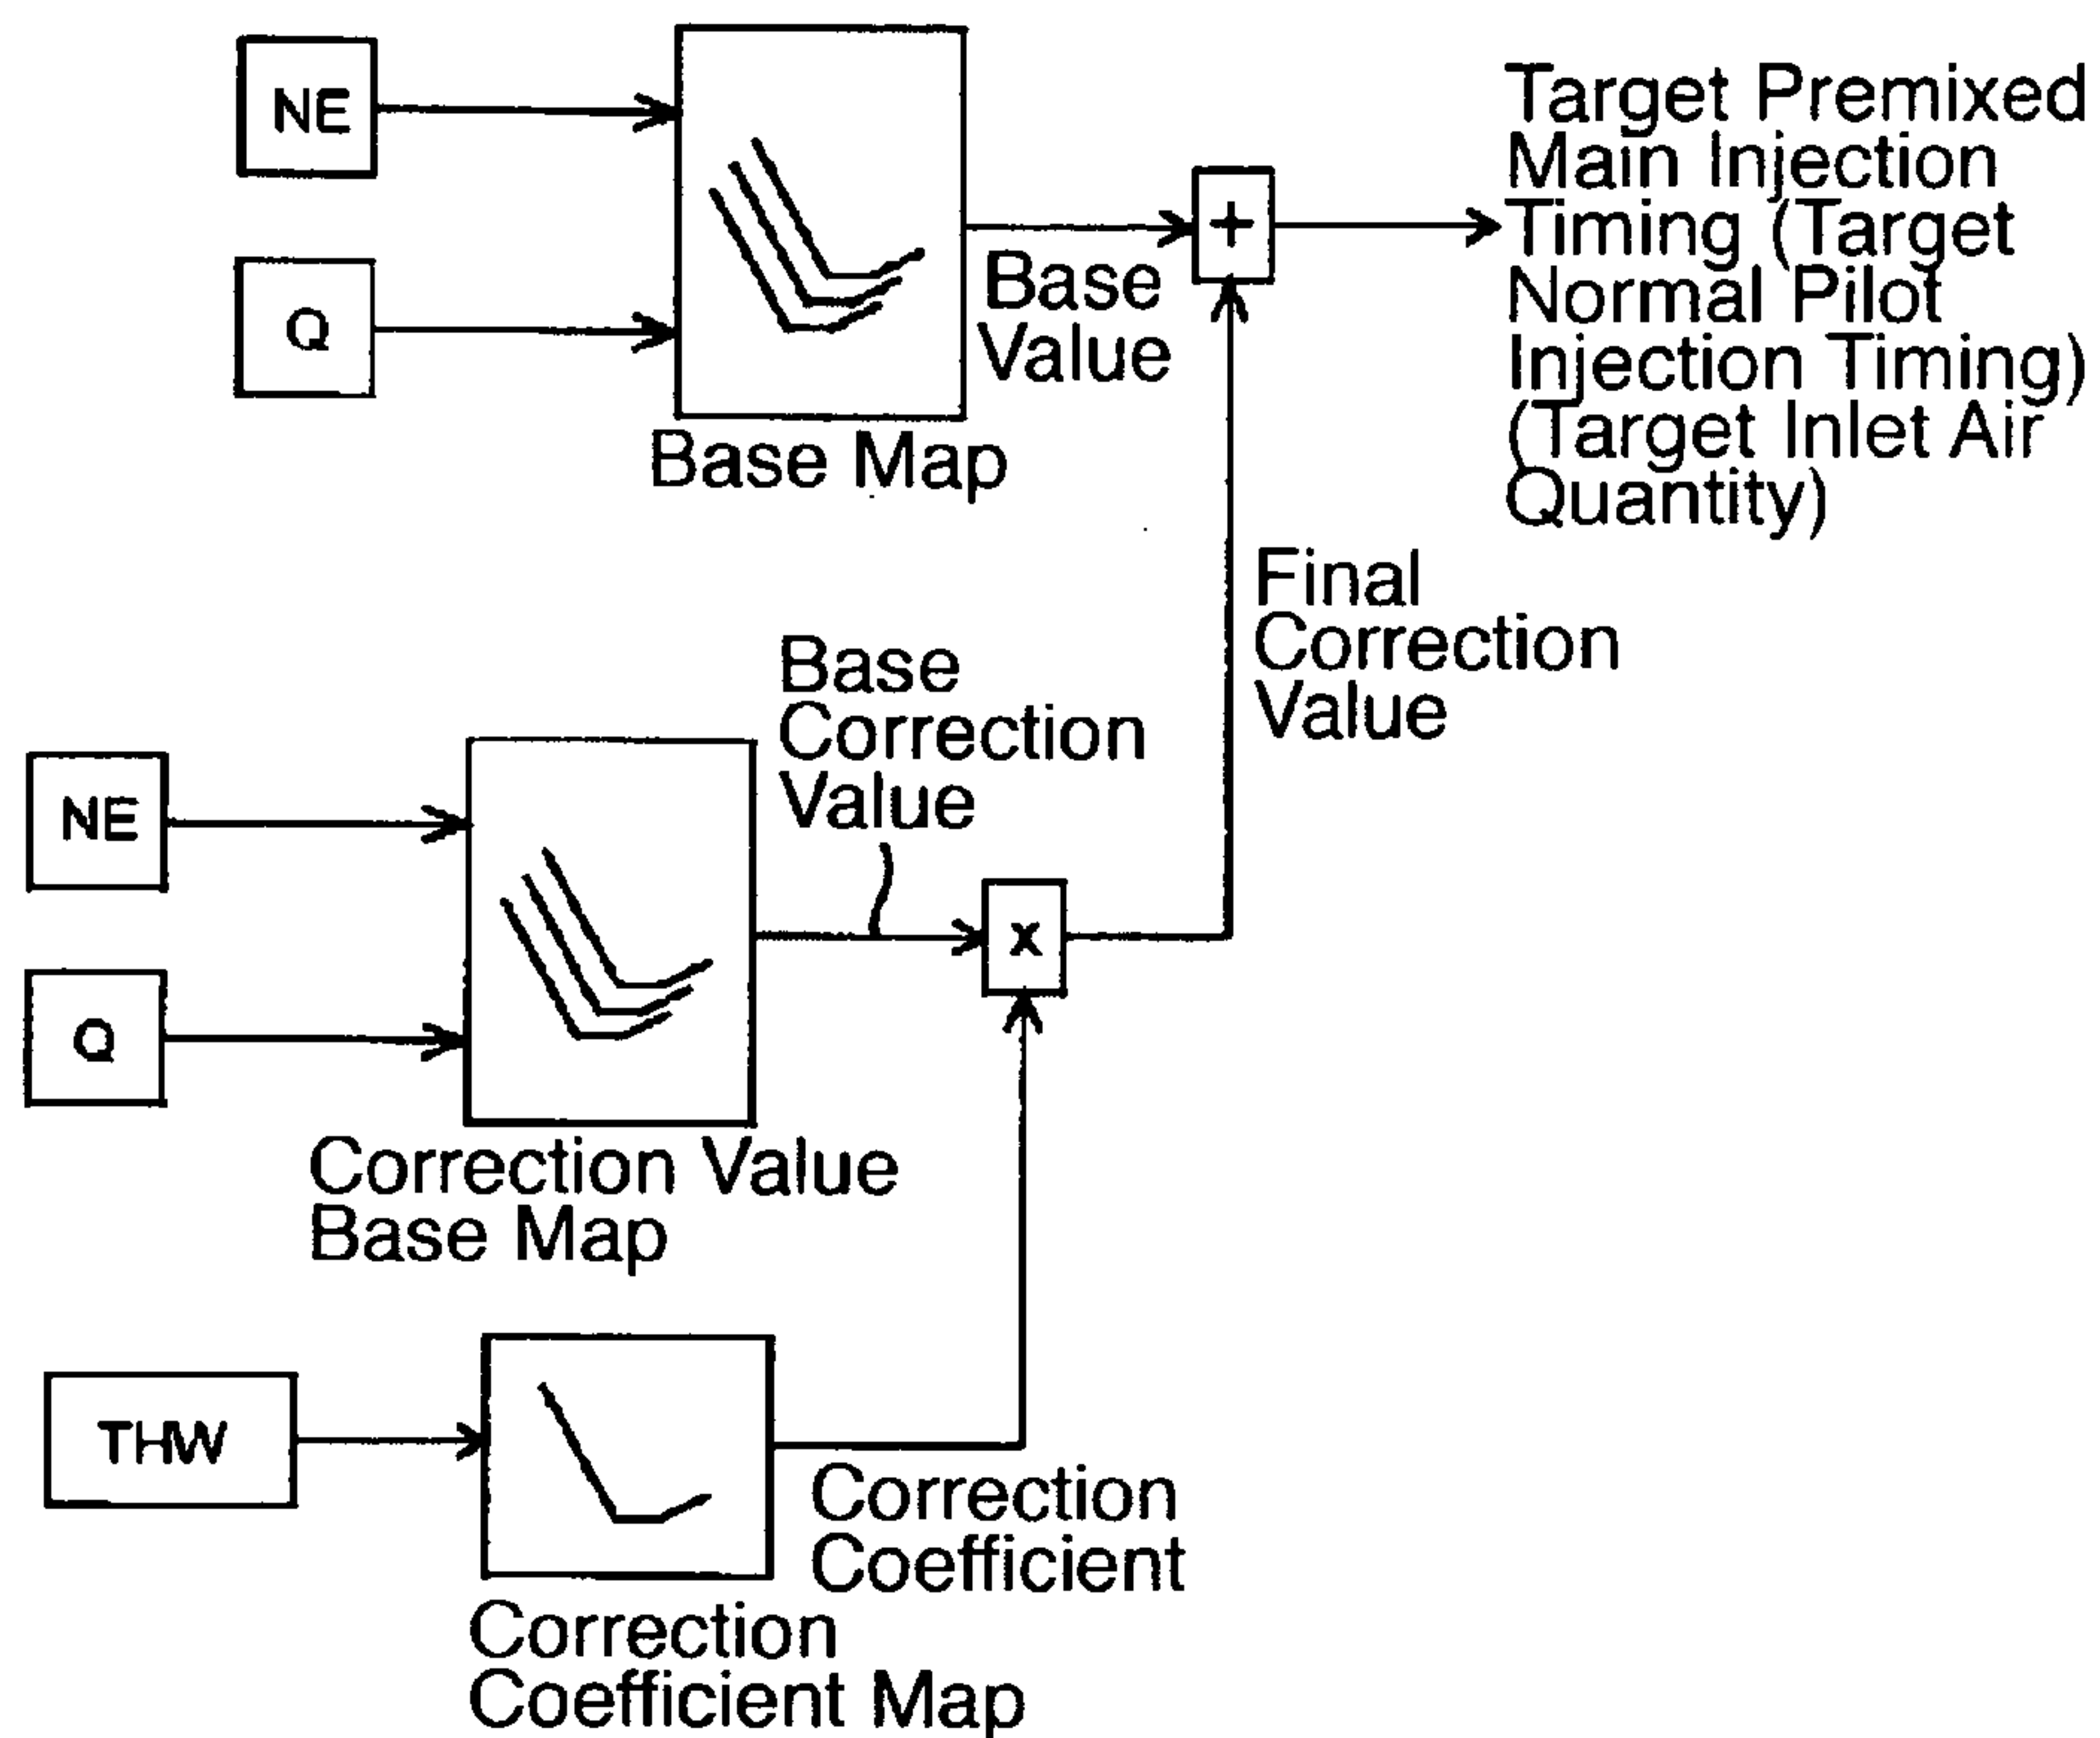 NE
Q
Base Map
Base
Value
+
Target Premixed
Main Injection
Timing (Target
Normal Pilot
Injection Timing)
(Target Inlet Air
Quantity)
Final
Correction
Value
NE
Q
Correction Value
Base Map
Base
Correction
Value
x
THW
Correction
Coefficient Map
Correction
Coefficient